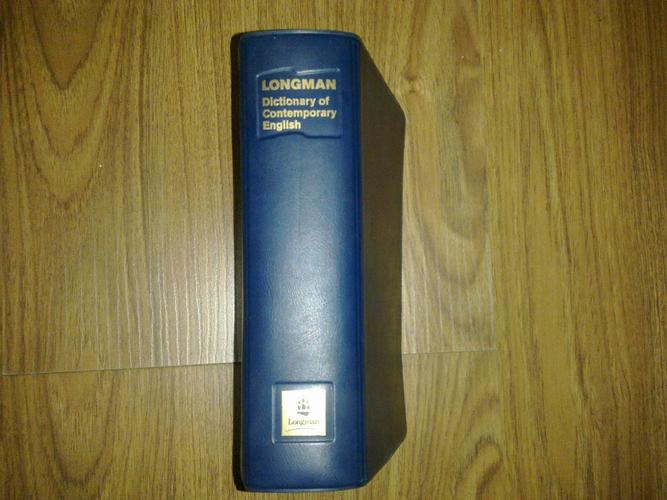 LONGMAN
Dictionary of
Contemporary
English
Longman